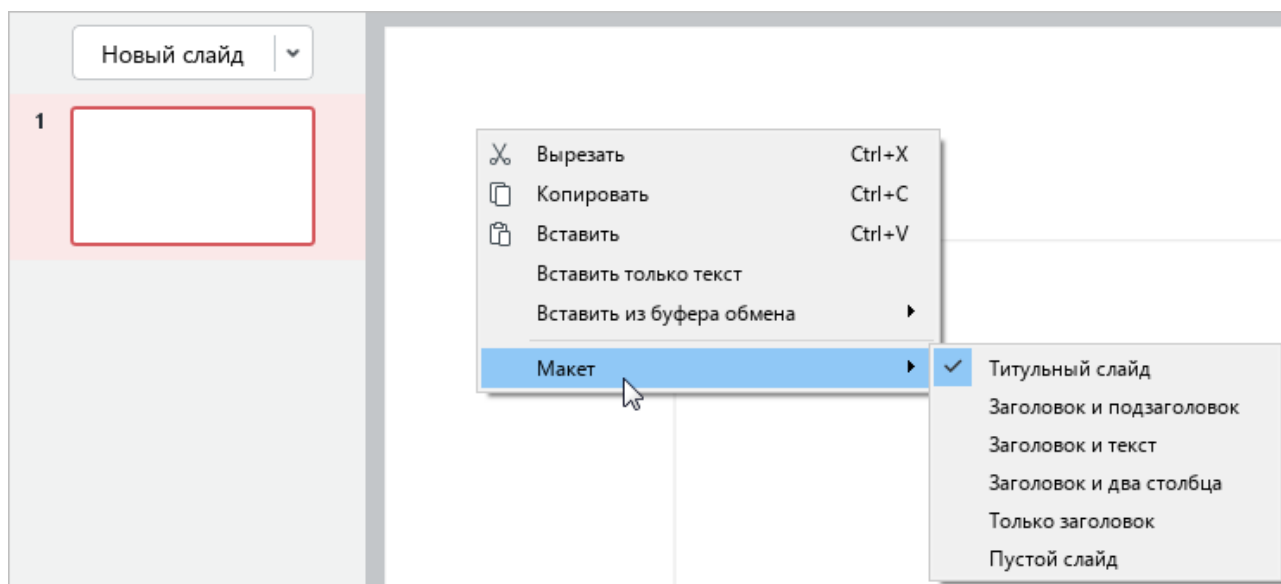 Новый слайд
1
Вырезать Ctrl+X
Копировать Ctrl+C
Вставить Ctrl+V
Вставить только текст
Вставить из буфера обмена
Макет
Титульный слайд
Заголовок и подзаголовок
Заголовок и текст
Заголовок и два столбца
Только заголовок
Пустой слайд